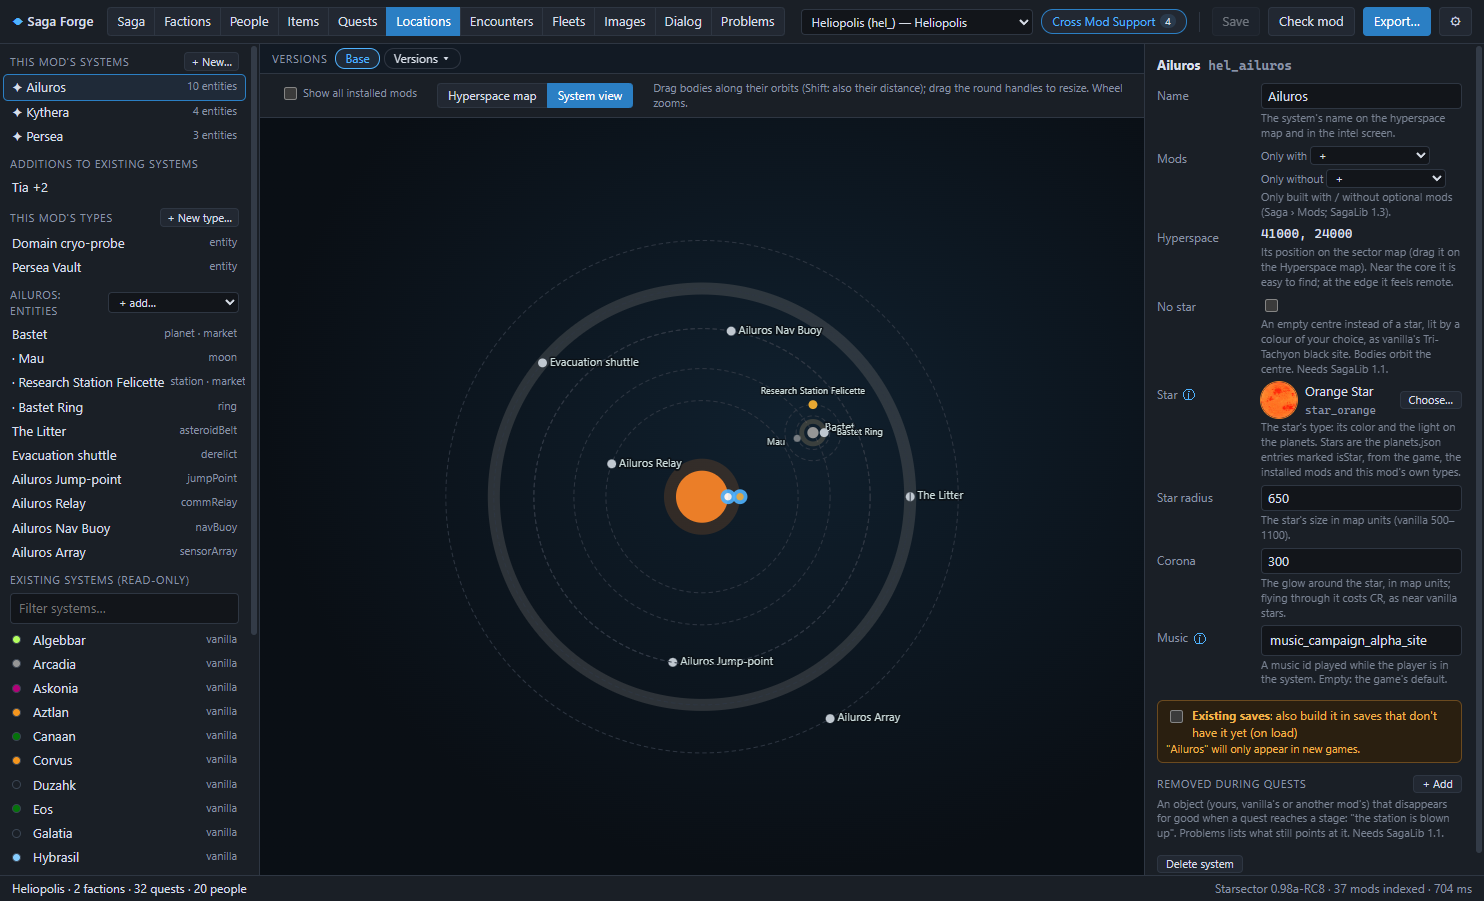 Saga Forge
Saga Factions People Items Quests Locations Encounters Fleets Images Dialog Problems
Heliopolis (hel_) — Heliopolis
Cross Mod Support 4
Save Check mod Export...
THIS MOD'S SYSTEMS + New...
Ailuros 10 entities
Kythera 4 entities
Persea 3 entities
ADDITIONS TO EXISTING SYSTEMS
Tia +2
THIS MOD'S TYPES + New type...
Domain cryo-probe entity
Persea Vault entity
AILUROS:
ENTITIES
+ add...
Bastet planet · market
· Mau moon
· Research Station Felicette station · market
· Bastet Ring ring
The Litter asteroidBelt
Evacuation shuttle derelict
Ailuros Jump-point jumpPoint
Ailuros Relay commRelay
Ailuros Nav Buoy navBuoy
Ailuros Array sensorArray
EXISTING SYSTEMS (READ-ONLY)
Filter systems...
Algebbar vanilla
Arcadia vanilla
Askonia vanilla
Aztlan vanilla
Canaan vanilla
Corvus vanilla
Duzahk vanilla
Eos vanilla
Galatia vanilla
Hybrasil vanilla
VERSIONS Base Versions
Show all installed mods
Hyperspace map System view
Drag bodies along their orbits (Shift: also their distance); drag the round handles to resize. Wheel
zooms.
Ailuros Nav Buoy
Evacuation shuttle
Research Station Felicette
Bastet
Bastet Ring
Mau
Ailuros Relay
The Litter
Ailuros Jump-point
Ailuros Array
Ailuros hel_ailuros
Name Ailuros
The system's name on the hyperspace
map and in the intel screen.
Mods Only with +
Only without +
Only built with / without optional mods
(Saga › Mods; SagaLib 1.3).
Hyperspace 41000, 24000
Its position on the sector map (drag it on
the Hyperspace map). Near the core it is
easy to find; at the edge it feels remote.
No star
An empty centre instead of a star, lit by a
colour of your choice, as vanilla's Tri-
Tachyon black site. Bodies orbit the
centre. Needs SagaLib 1.1.
Star Orange Star Choose...
star_orange
The star's type: its color and the light on
the planets. Stars are the planets.json
entries marked isStar, from the game, the
installed mods and this mod's own types.
Star radius 650
The star's size in map units (vanilla 500–
1100).
Corona 300
The glow around the star, in map units;
flying through it costs CR, as near vanilla
stars.
Music music_campaign_alpha_site
A music id played while the player is in
the system. Empty: the game's default.
Existing saves: also build it in saves that don't
have it yet (on load)
"Ailuros" will only appear in new games.
REMOVED DURING QUESTS + Add
An object (yours, vanilla's or another mod's) that disappears
for good when a quest reaches a stage: "the station is blown
up". Problems lists what still points at it. Needs SagaLib 1.1.
Delete system
Heliopolis · 2 factions · 32 quests · 20 people
Starsector 0.98a-RC8 · 37 mods indexed · 704 ms